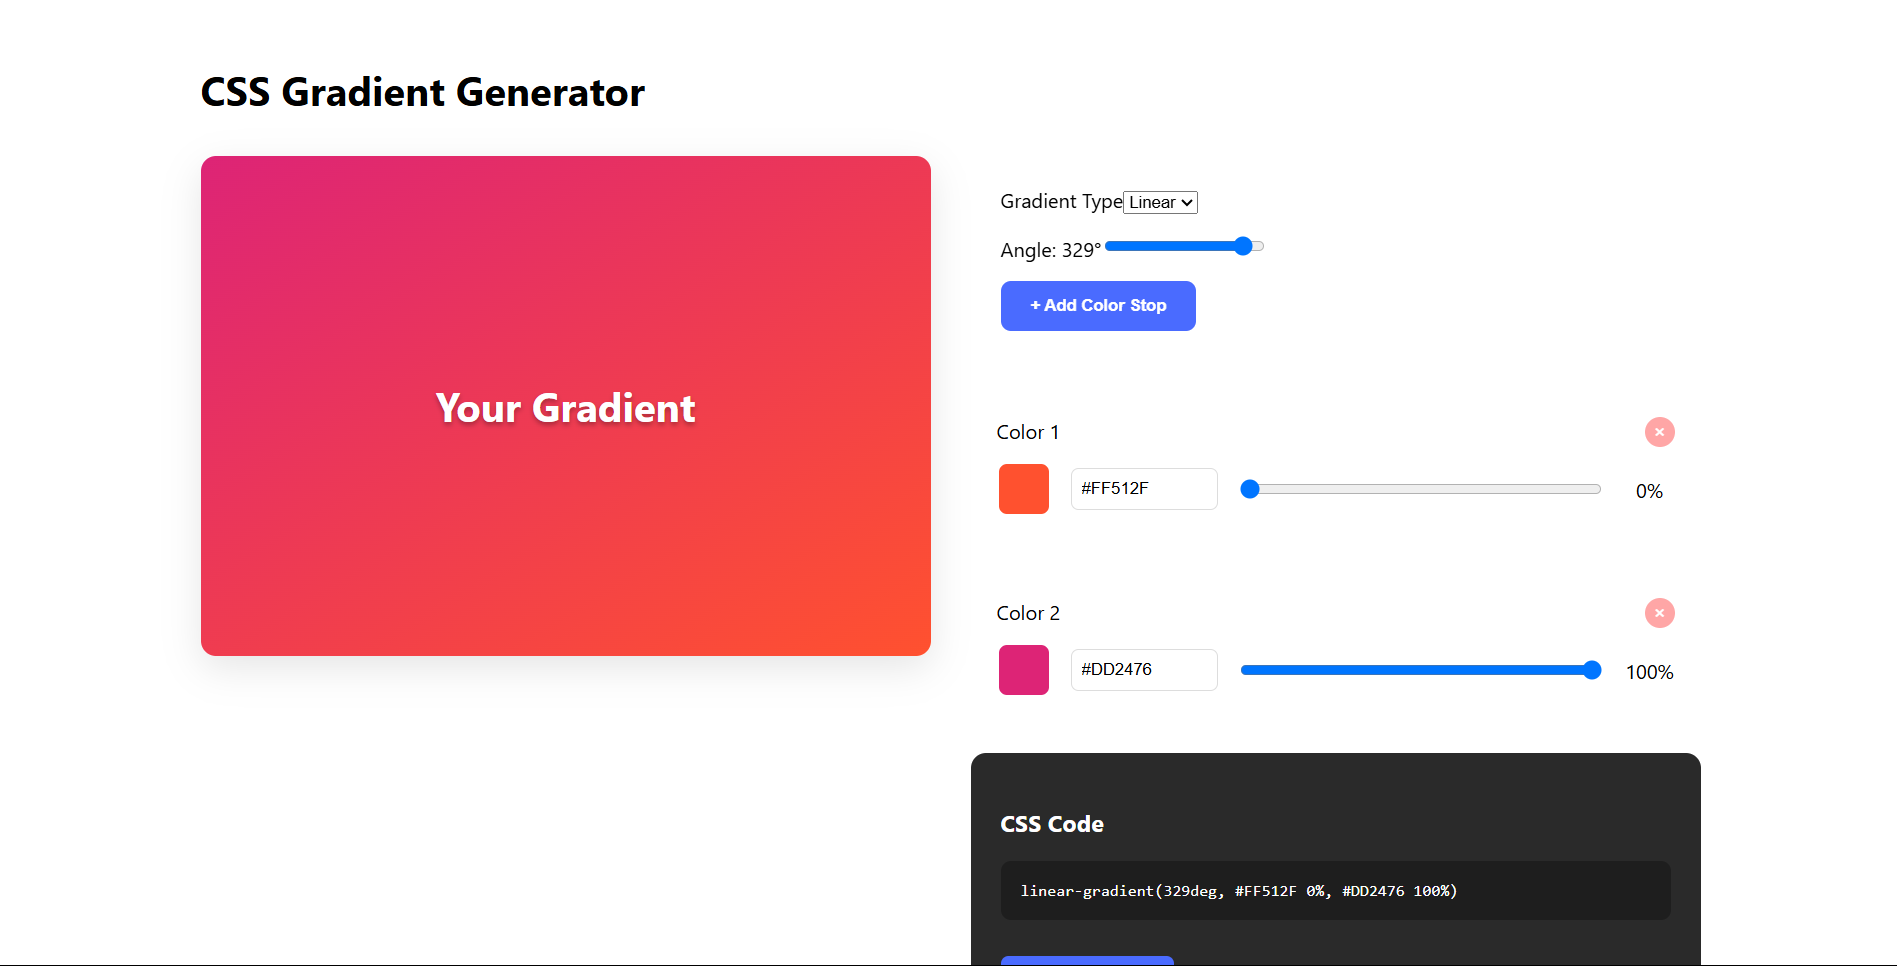 CSS Gradient Generator
Your Gradient
Gradient Type Linear
Angle: 329°
+ Add Color Stop
Color 1
×
#FF512F
0%
Color 2
×
#DD2476
100%
CSS Code
linear-gradient(329deg, #FF512F 0%, #DD2476 100%)